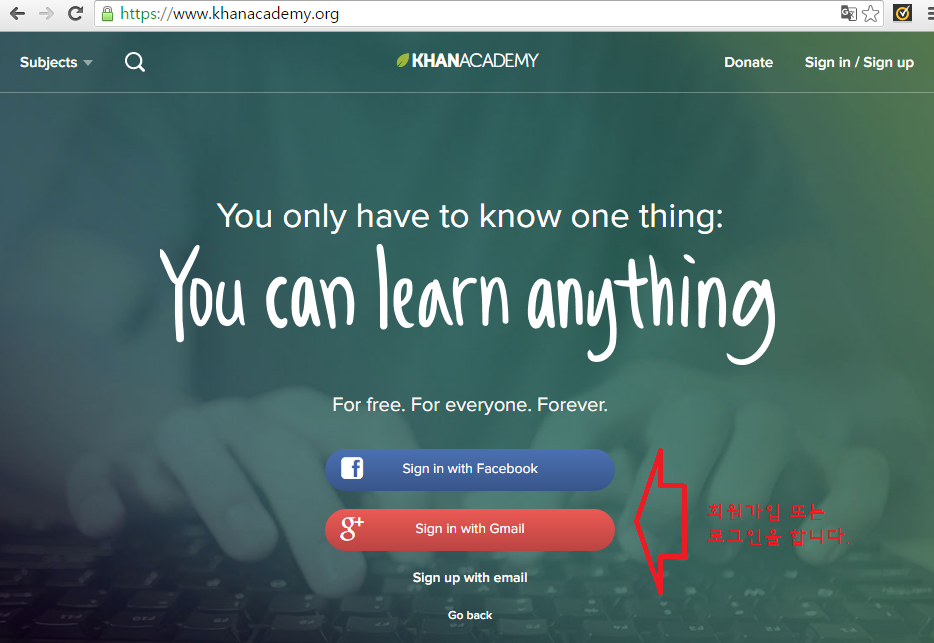 https://www.khanacademy.org
Subjects
KHANACADEMY
Donate
Sign in / Sign up
You only have to know one thing:
You can learn anything
For free. For everyone. Forever.
Sign in with Facebook
g+ Sign in with Gmail
회원가입 또는
로그인을 합니다.
Sign up with email
Go back